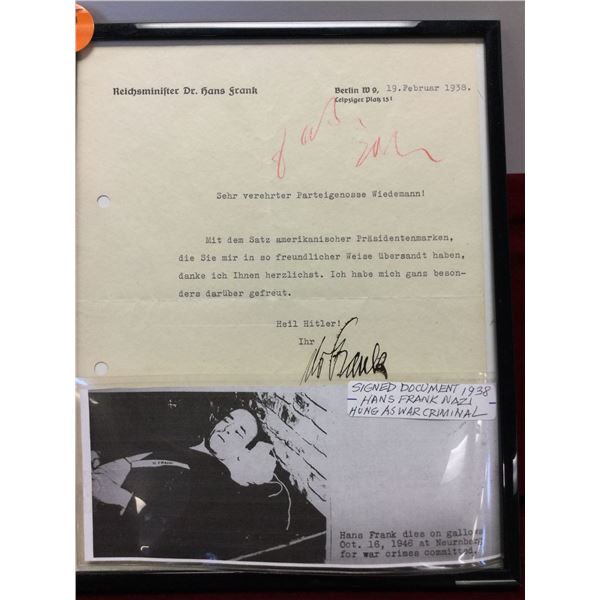 Reichsminister Dr. Hans Frank
Berlin W 9, 19.Februar 1938.
Leipziger Platz 15 I
Sehr verehrter Parteigenosse Wiedemann!
Mit dem Satz amerikanischer Präsidentenmarken,
die Sie mir in so freundlicher Weise übersandt haben,
danke ich Ihnen herzlichst. Ich habe mich ganz beson-
ders darüber gefreut.
Heil Hitler!
Ihr
Frank
SIGNED DOCUMENT 1938
HANS FRANK NAZI
HUNG AS WAR CRIMINAL
H. FRANK
Hans Frank dies on gallows
Oct. 16, 1946 at Neurnberg
for war crimes committed.